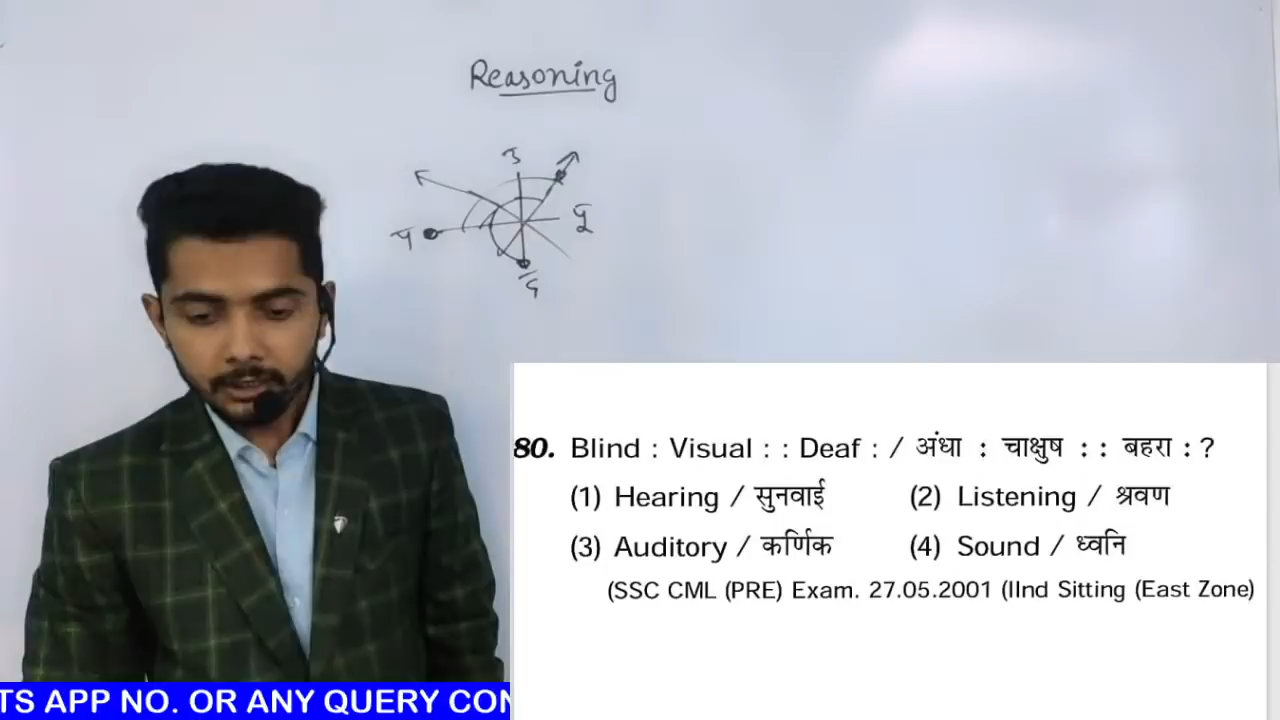 Reasoning
उ
पू
प
द
80. Blind : Visual : : Deaf : / अंधा : चाक्षुष : : बहरा : ?
(1) Hearing / सुनवाई (2) Listening / श्रवण
(3) Auditory / कर्णिक (4) Sound / ध्वनि
(SSC CML (PRE) Exam. 27.05.2001 (IInd Sitting (East Zone)
TS APP NO. OR ANY QUERY CON